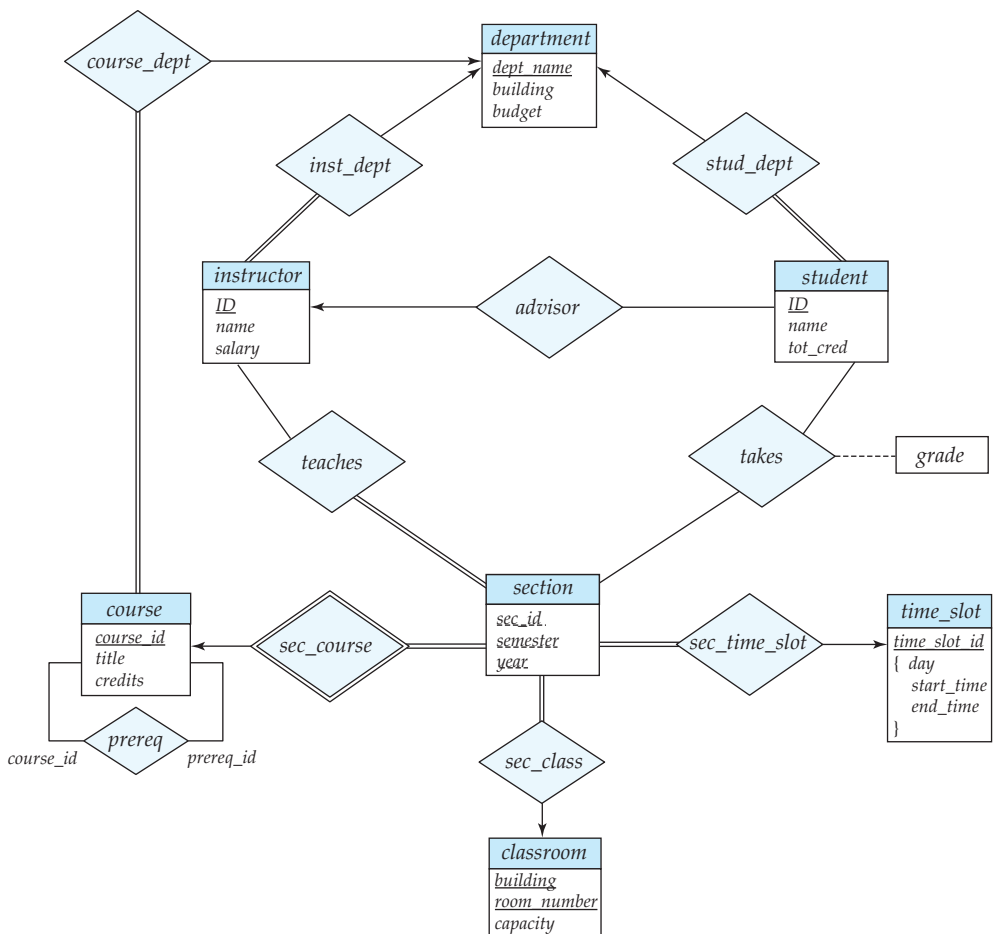 department
course_dept
dept_name
building
budget
inst_dept
stud_dept
instructor
ID
name
salary
advisor
student
ID
name
tot_cred
teaches
takes
grade
section
sec_id
semester
year
course
course_id
title
credits
sec_course
sec_time_slot
time_slot
time_slot_id
{ day
start_time
end_time
}
prereq
course_id
prereq_id
sec_class
classroom
building
room_number
capacity